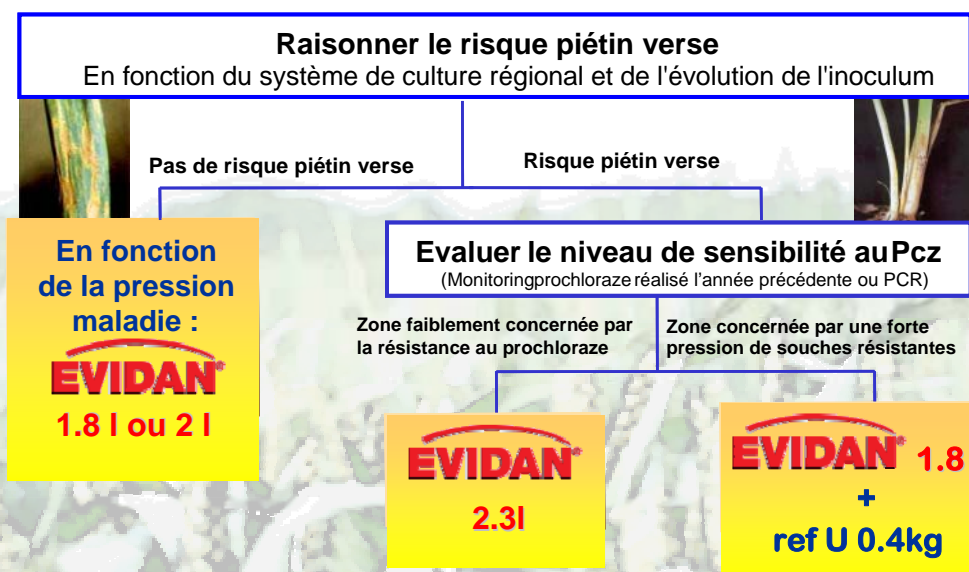 Raisonner le risque piétin verse
En fonction du système de culture régional et de l'évolution de l'inoculum
Pas de risque piétin verse
Risque piétin verse
En fonction
de la pression
maladie :
EVIDAN®
1.8 l ou 2 l
Evaluer le niveau de sensibilité auPcz
(Monitoringprochloraze réalisé l'année précédente ou PCR)
Zone faiblement concernée par
la résistance au prochloraze
Zone concernée par une forte
pression de souches résistantes
EVIDAN®
2.3l
EVIDAN® 1.8
+
ref U 0.4kg